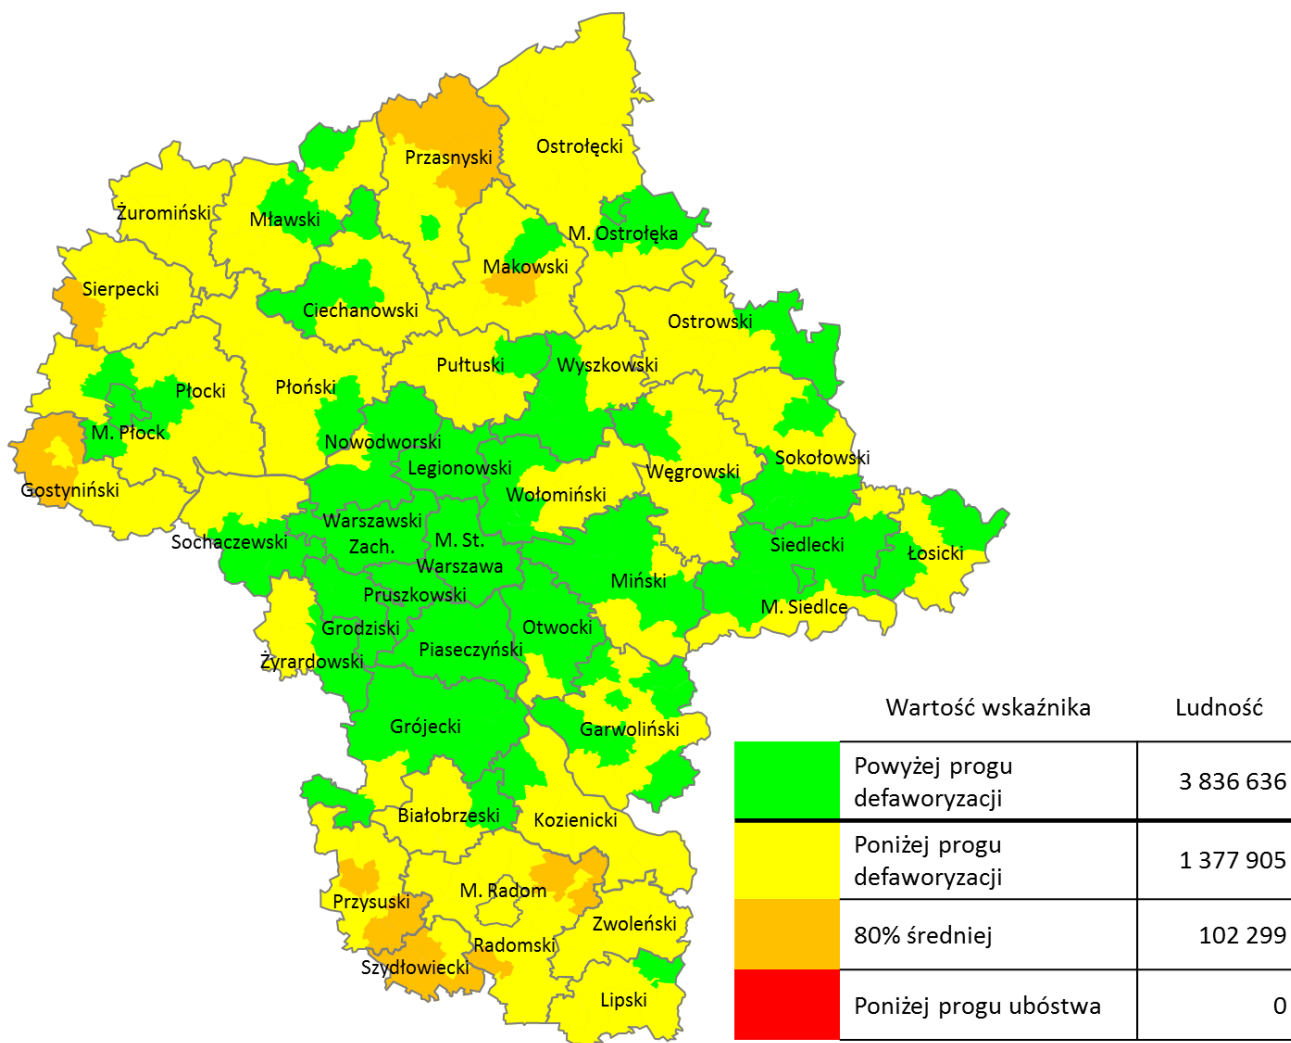 Ostrołęcki
Przasnyski
Żuromiński
Mławski
M. Ostrołęka
Makowski
Sierpecki
Ciechanowski
Ostrowski
Pułtuski
Wyszkowski
Płocki
Płoński
M. Płock
Nowodworski
Legionowski
Węgrowski
Sokołowski
Gostyniński
Wołomiński
Warszawski
Zach.
M. St.
Warszawa
Sochaczewski
Siedlecki
Łosicki
Miński
Pruszkowski
M. Siedlce
Grodziski
Otwocki
Piaseczyński
Żyrardowski
Grójecki
Garwoliński
Białobrzeski
Kozienicki
M. Radom
Przysuski
Zwoleński
Radomski
Szydłowiecki
Lipski
Wartość wskaźnika Ludność
Powyżej progu
defaworyzacji
3 836 636
Poniżej progu
defaworyzacji
1 377 905
80% średniej 102 299
Poniżej progu ubóstwa 0